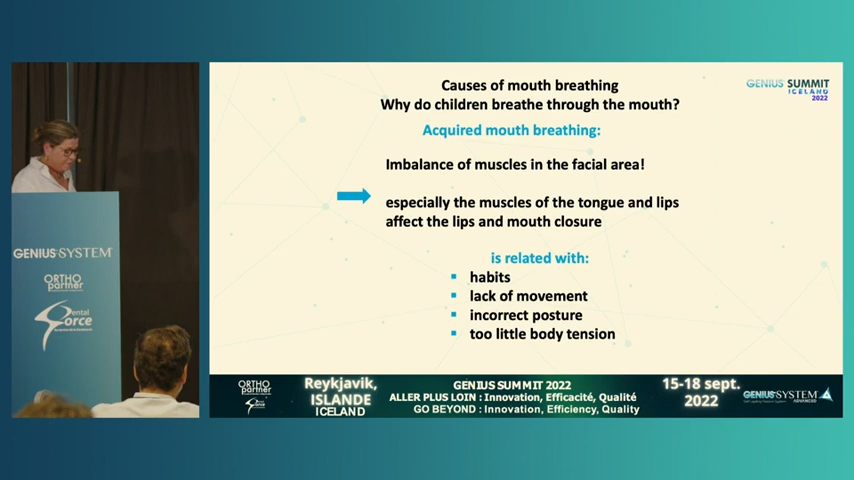 Causes of mouth breathing
Why do children breathe through the mouth?
Acquired mouth breathing:
Imbalance of muscles in the facial area!
especially the muscles of the tongue and lips
affect the lips and mouth closure
is related with:
habits
lack of movement
incorrect posture
too little body tension
GENIUS SUMMIT
ICELAND
2022
GENIUS SYSTEM
ORTHO
partner
Dental
Force
ORTHO
partner
Dental
Force
Reykjavik,
ISLANDE
ICELAND
GENIUS SUMMIT 2022
ALLER PLUS LOIN : Innovation, Efficacité, Qualité
GO BEYOND : Innovation, Efficiency, Quality
15-18 sept.
2022
GENIUS SYSTEM
ADVANCED